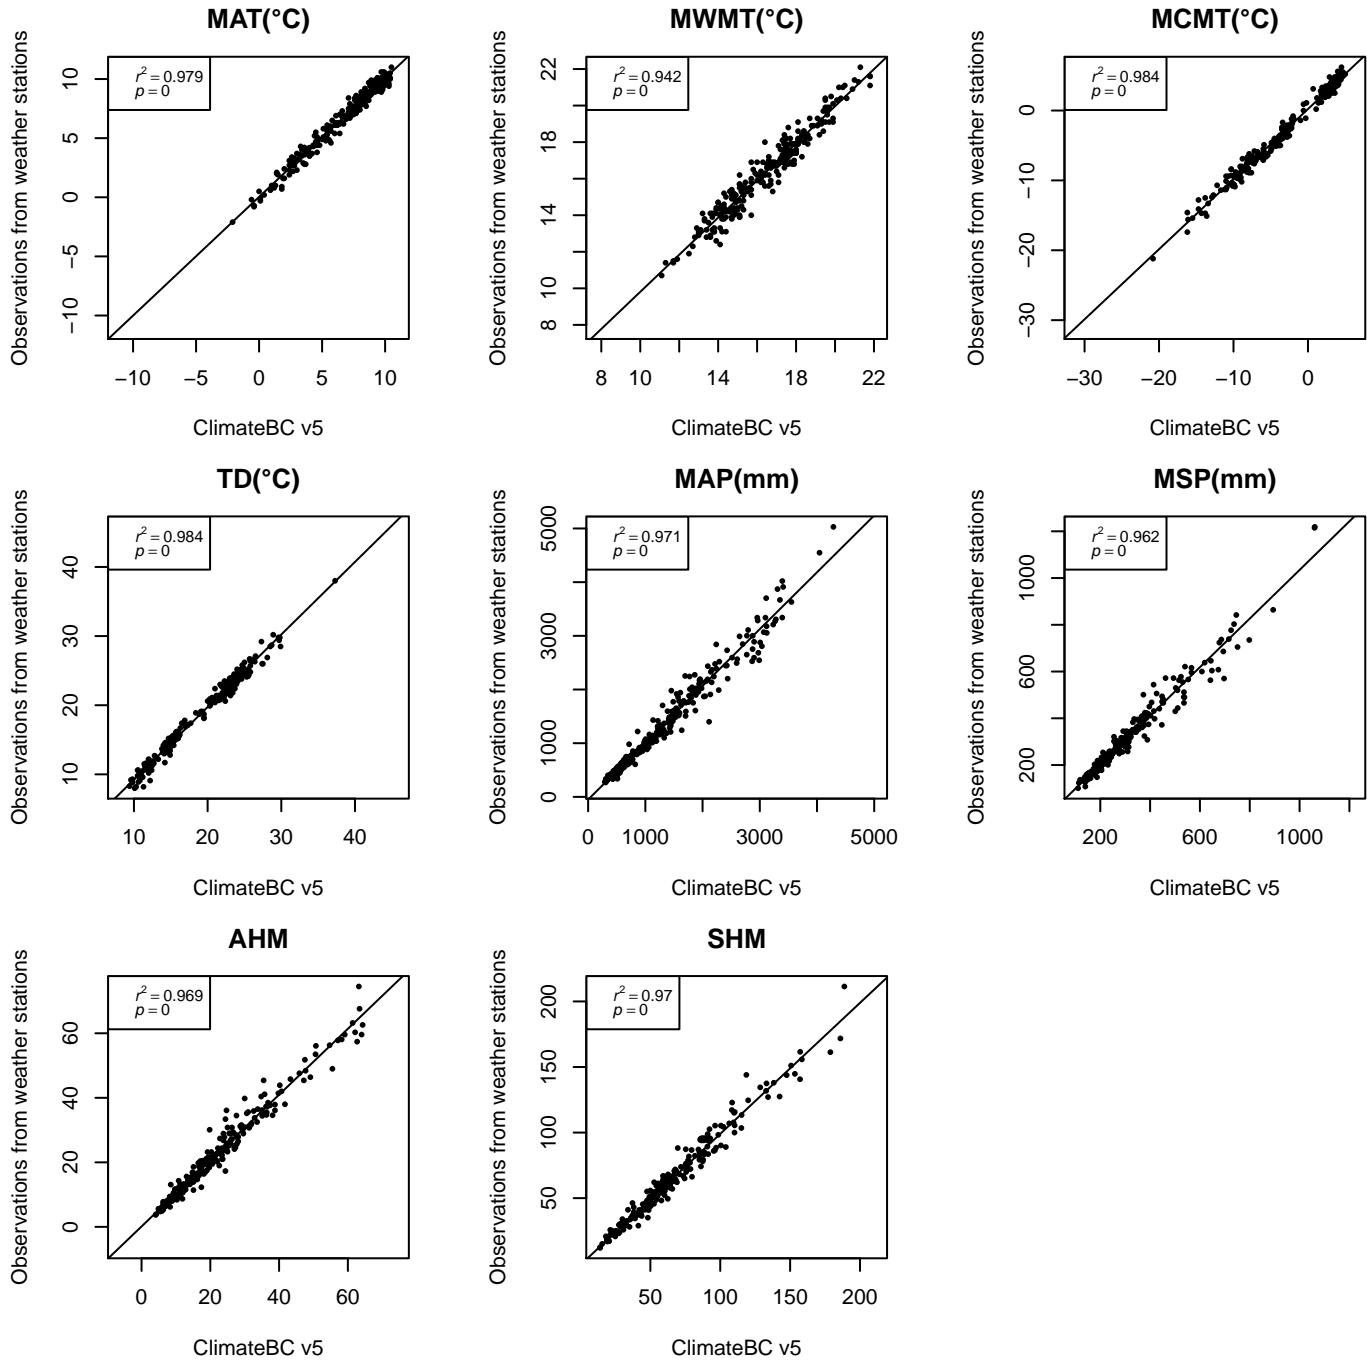 MAT(°C)
r² = 0.979
p = 0
Observations from weather stations
−10 −5 0 5 10
−10 −5 0 5 10
ClimateBC v5
MWMT(°C)
r² = 0.942
p = 0
Observations from weather stations
8 10 14 18 22
8 10 14 18 22
ClimateBC v5
MCMT(°C)
r² = 0.984
p = 0
Observations from weather stations
−30 −20 −10 0
−30 −20 −10 0
ClimateBC v5
TD(°C)
r² = 0.984
p = 0
Observations from weather stations
10 20 30 40
10 20 30 40
ClimateBC v5
MAP(mm)
r² = 0.971
p = 0
Observations from weather stations
0 1000 3000 5000
0 1000 3000 5000
ClimateBC v5
MSP(mm)
r² = 0.962
p = 0
Observations from weather stations
200 600 1000
200 600 1000
ClimateBC v5
AHM
r² = 0.969
p = 0
Observations from weather stations
0 20 40 60
0 20 40 60
ClimateBC v5
SHM
r² = 0.97
p = 0
Observations from weather stations
50 100 150 200
50 100 150 200
ClimateBC v5